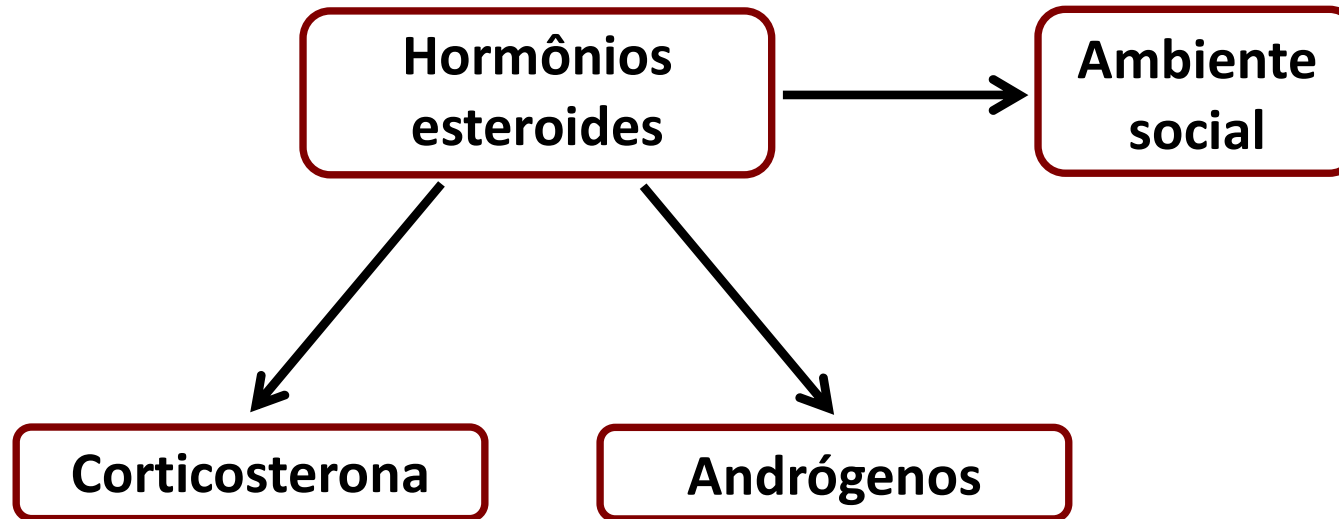 Hormônios
esteroides
Ambiente
social
Corticosterona
Andrógenos